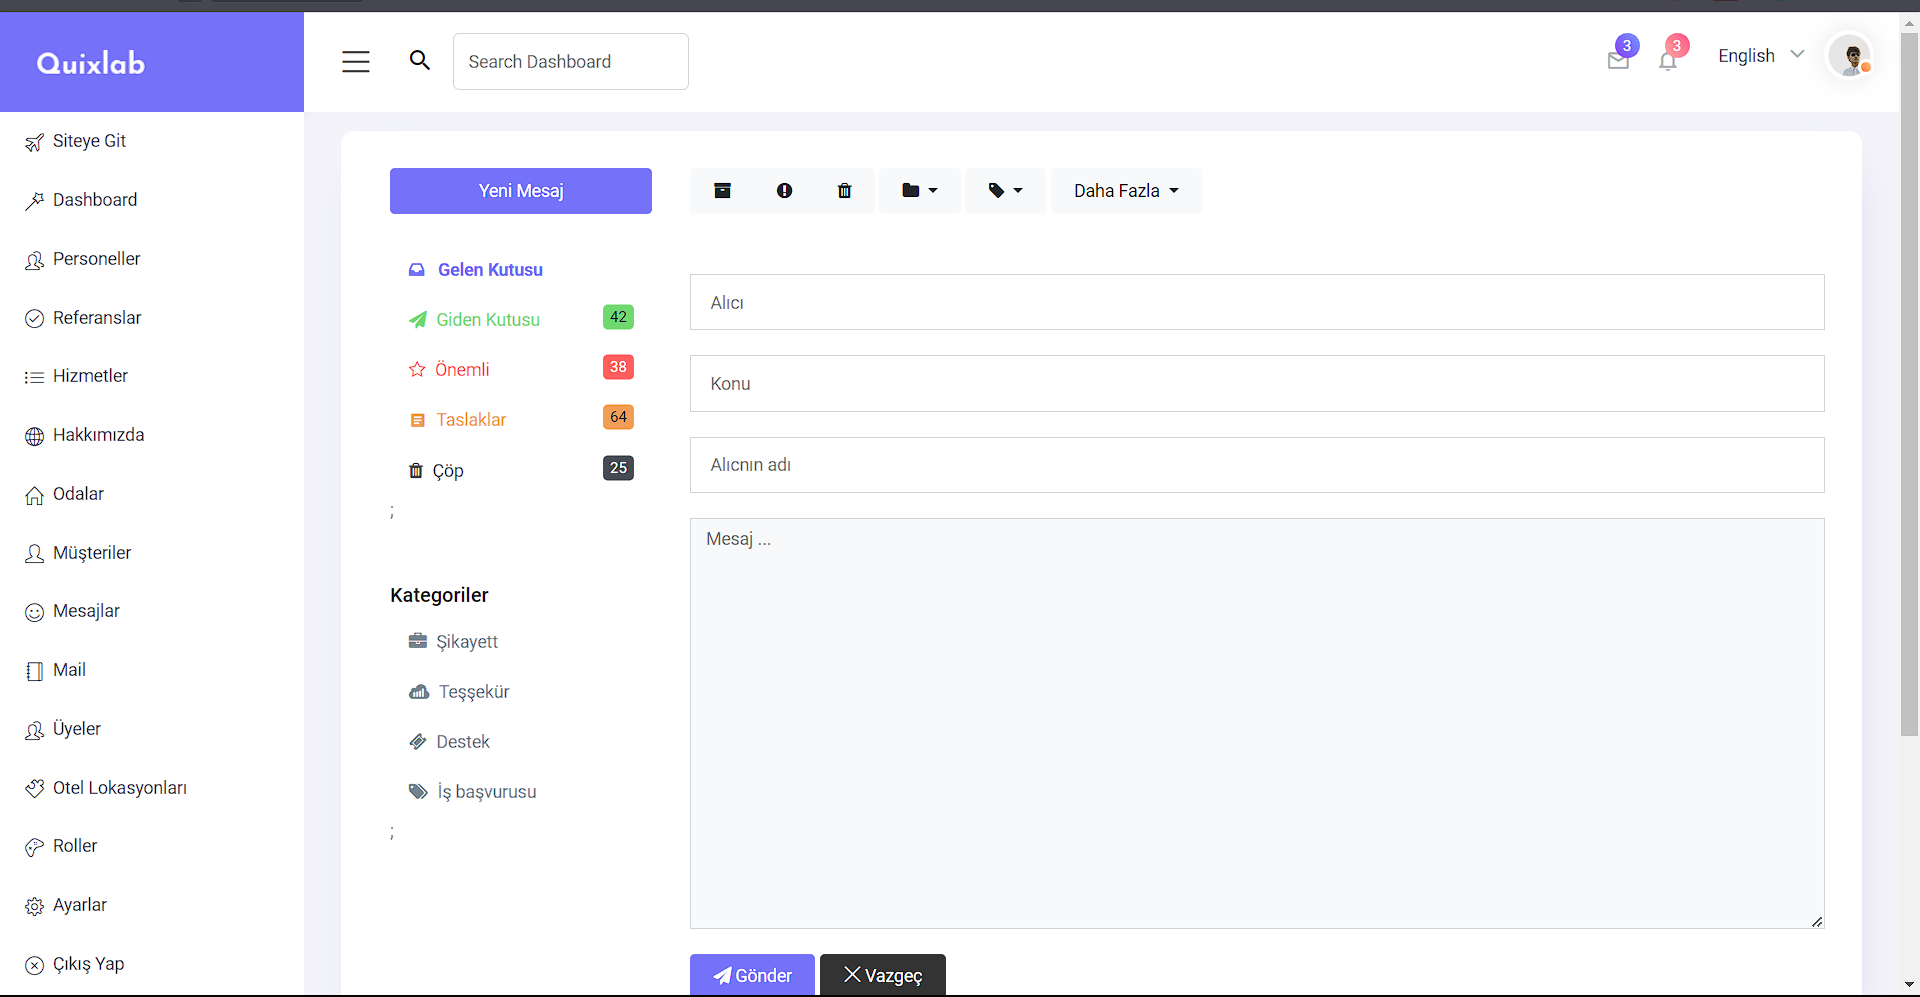 Quixlab
Search Dashboard
3
3
English
Siteye Git
Dashboard
Personeller
Referanslar
Hizmetler
Hakkımızda
Odalar
Müşteriler
Mesajlar
Mail
Üyeler
Otel Lokasyonları
Roller
Ayarlar
Çıkış Yap
Yeni Mesaj
Gelen Kutusu
Giden Kutusu 42
Önemli 38
Taslaklar 64
Çöp 25
;
Kategoriler
Şikayett
Teşşekür
Destek
İş başvurusu
;
Daha Fazla
Alıcı
Konu
Alıcnın adı
Mesaj ...
Gönder
Vazgeç